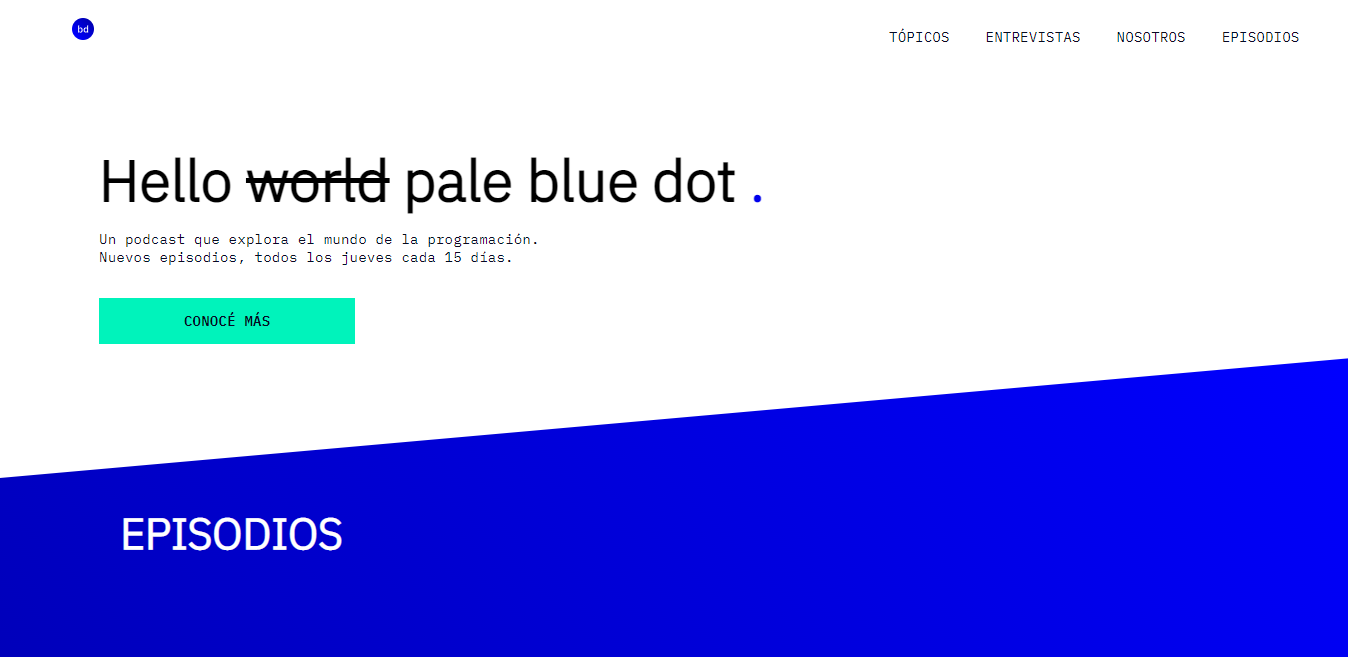 bd
TÓPICOS ENTREVISTAS NOSOTROS EPISODIOS
Hello world pale blue dot .
Un podcast que explora el mundo de la programación.
Nuevos episodios, todos los jueves cada 15 días.
CONOCÉ MÁS
EPISODIOS